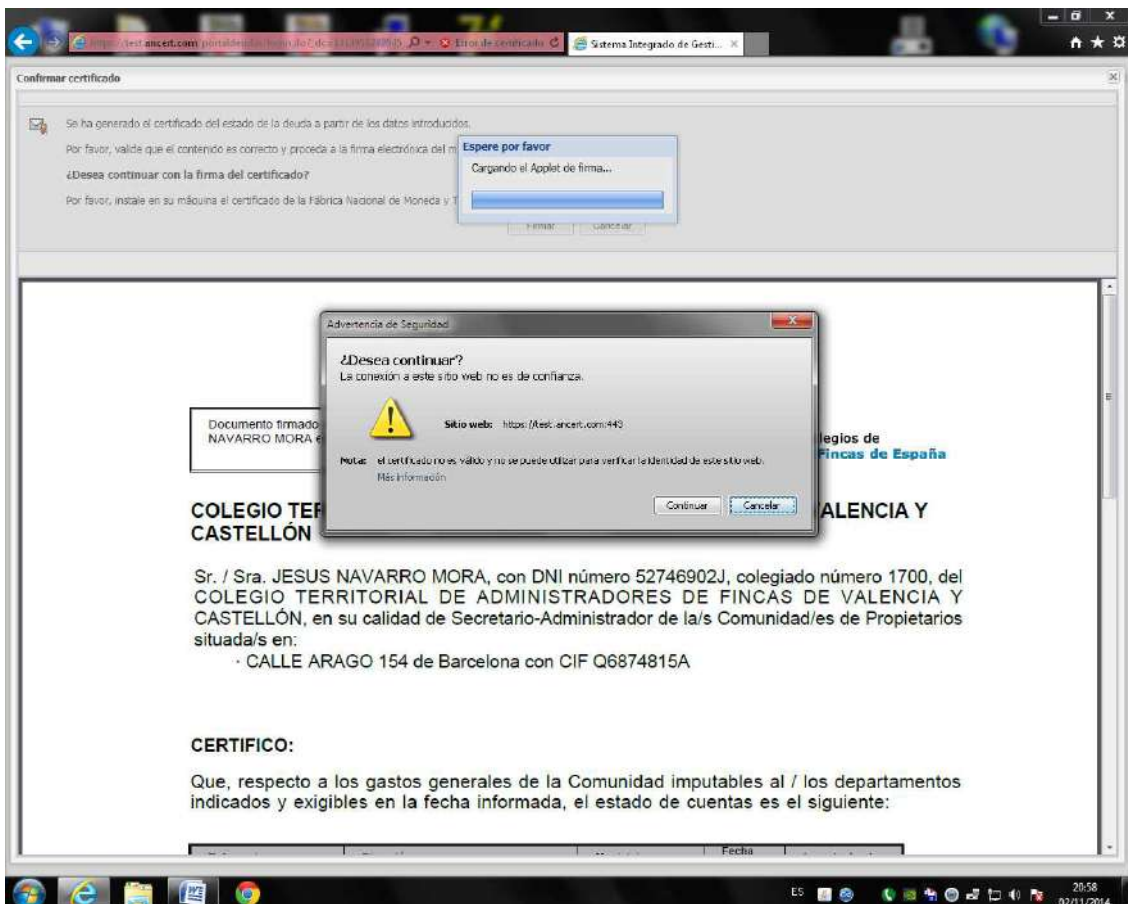 test.ancert.com
Error de certificado
Sistema Integrado de Gesti...
Confirmar certificado
Se ha generado el certificado del estado de la deuda a partir de los datos introducidos.
Por favor, valide que el contenido es correcto y proceda a la firma electrónica del m
¿Desea continuar con la firma del certificado?
Por favor, instale en su máquina el certificado de la Fábrica Nacional de Moneda y T
Espere por favor
Cargando el Applet de firma...
Firmar Cancelar
Advertencia de Seguridad
¿Desea continuar?
La conexión a este sitio web no es de confianza.
Sitio web: https://test.ancert.com:443
Nota: el certificado no es válido y no se puede utilizar para verificar la identidad de este sitio web.
Más información
Continuar Cancelar
Documento firmado
NAVARRO MORA e
legios de
Fincas de España
COLEGIO TER ALENCIA Y
CASTELLÓN
Sr. / Sra. JESUS NAVARRO MORA, con DNI número 52746902J, colegiado número 1700, del
COLEGIO TERRITORIAL DE ADMINISTRADORES DE FINCAS DE VALENCIA Y
CASTELLÓN, en su calidad de Secretario-Administrador de la/s Comunidad/es de Propietarios
situada/s en:
· CALLE ARAGO 154 de Barcelona con CIF Q6874815A
CERTIFICO:
Que, respecto a los gastos generales de la Comunidad imputables al / los departamentos
indicados y exigibles en la fecha informada, el estado de cuentas es el siguiente:
Fecha
ES
20:58
02/11/2014